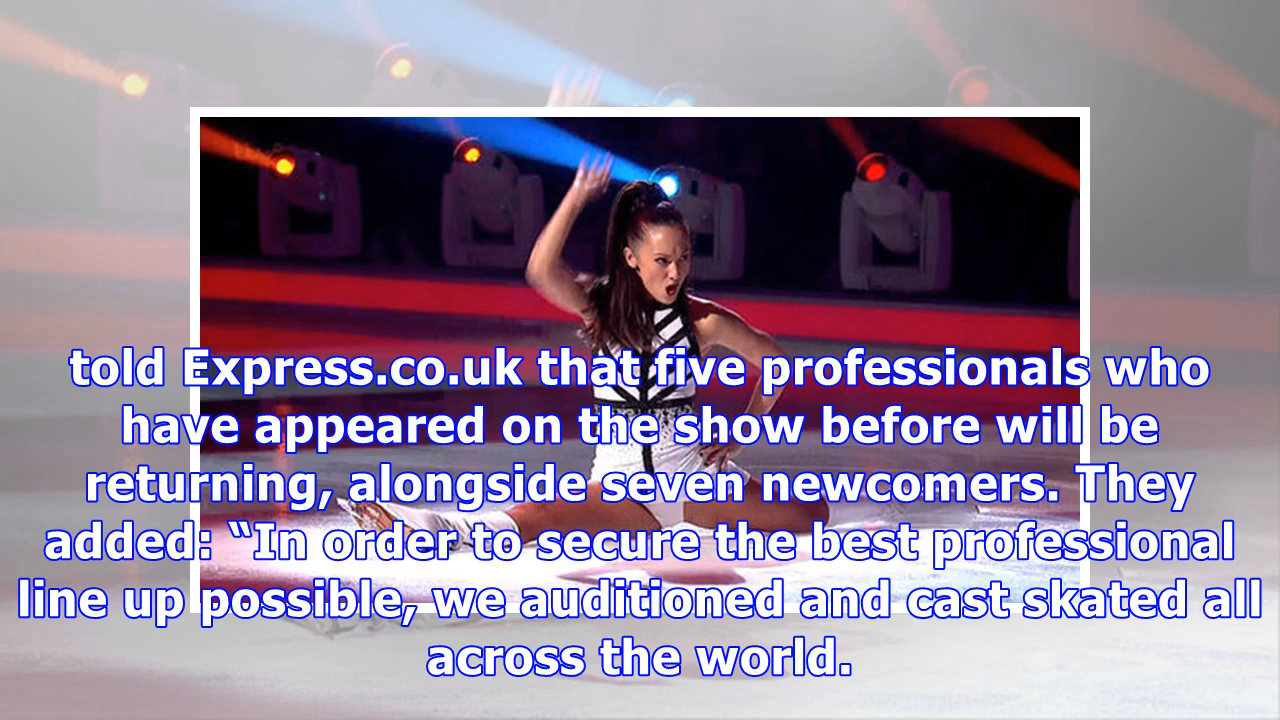 told Express.co.uk that five professionals who
have appeared on the show before will be
returning, alongside seven newcomers. They
added: “In order to secure the best professional
line up possible, we auditioned and cast skated all
across the world.